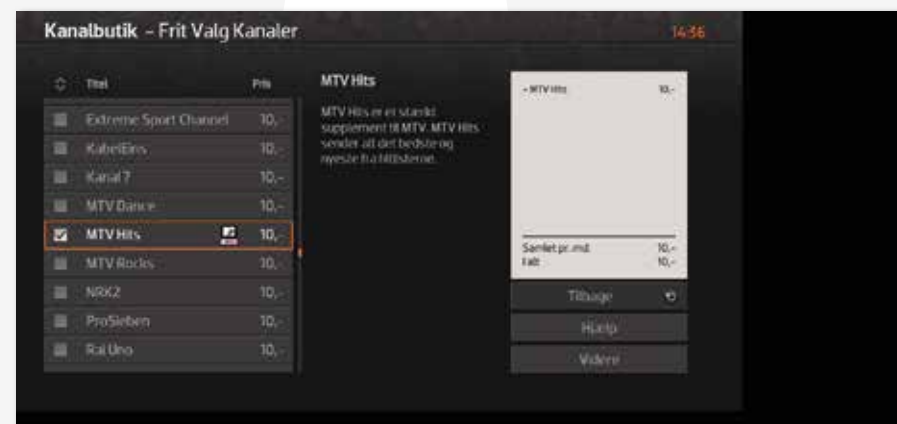 Kanalbutik – Frit Valg Kanaler
14:36
Titel Pris
Extreme Sport Channel 10,-
KabelEins 10,-
Kanal 7 10,-
MTV Dance 10,-
MTV Hits 10,-
MTV Rocks 10,-
NRK2 10,-
ProSieben 10,-
Rai Uno 10,-
MTV Hits
MTV Hits er et stærkt
supplement til MTV. MTV Hits
sender alt det bedste og
nyeste fra hitlisterne.
- MTV Hits 10,-
Samlet pr. md. 10,-
I alt 10,-
Tilbage
Hjælp
Videre